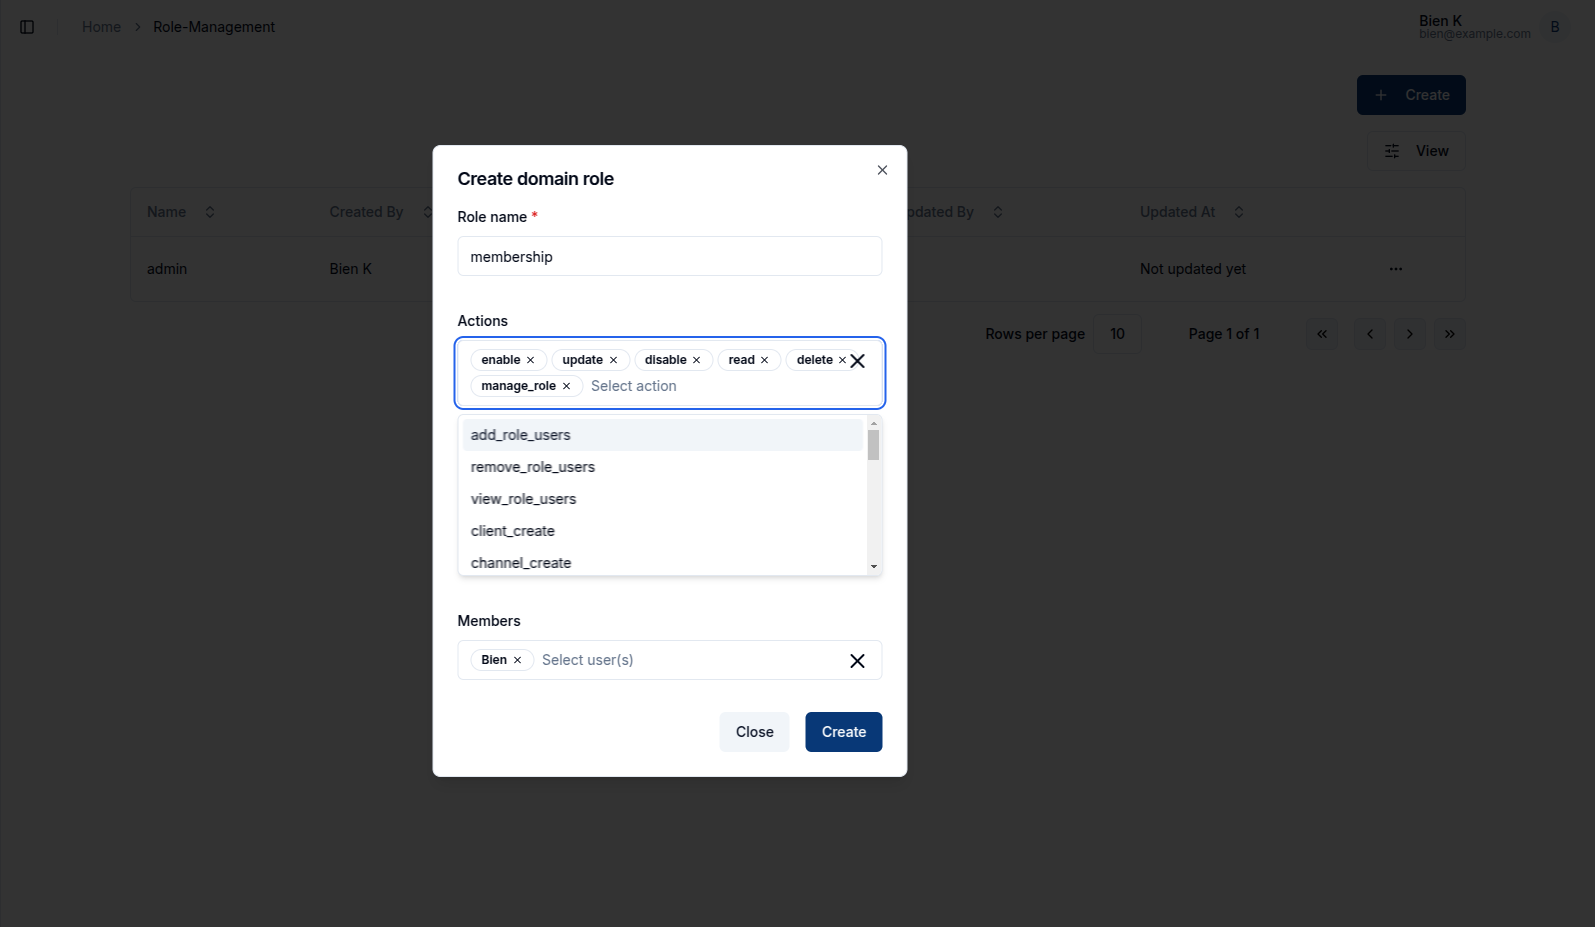 Home > Role-Management
Bien K
bien@example.com
B
+ Create
View
Name
Created By
pdated By
Updated At
admin
Bien K
Not updated yet
Rows per page 10
Page 1 of 1
Create domain role
Role name *
membership
Actions
enable × update × disable × read × delete ×
manage_role × Select action
add_role_users
remove_role_users
view_role_users
client_create
channel_create
Members
Bien × Select user(s)
Close
Create